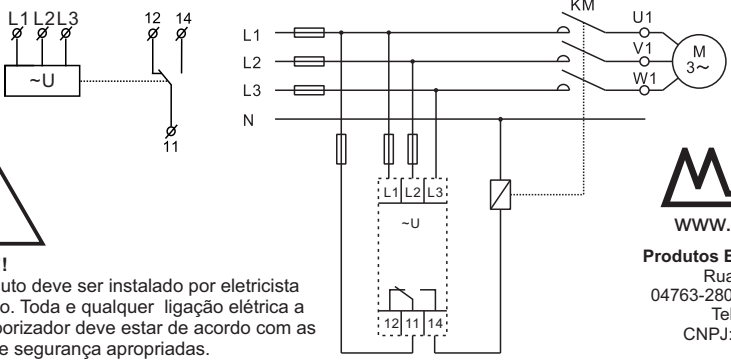 L1 L2 L3
~U
12 14
11
L1
L2
L3
N
KM
U1
V1
W1
M
3~
L1 L2 L3
~U
12 11 14
!
deve ser instalado por eletricista
Toda e qualquer ligação elétrica a
deve estar de acordo com as
segurança apropriadas.
www.
Produtos
Rua
04763-280
Tel
CNPJ: